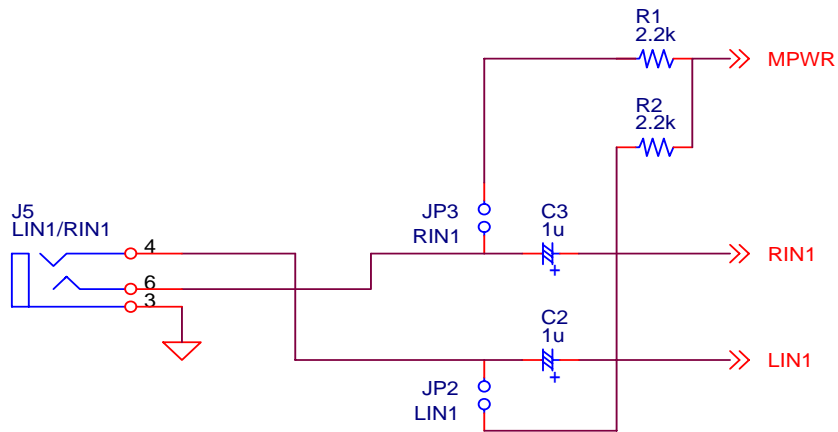 R1
2.2k
MPWR
R2
2.2k
J5
LIN1/RIN1
4
6
3
JP3
RIN1
C3
1u
+
RIN1
C2
1u
+
LIN1
JP2
LIN1